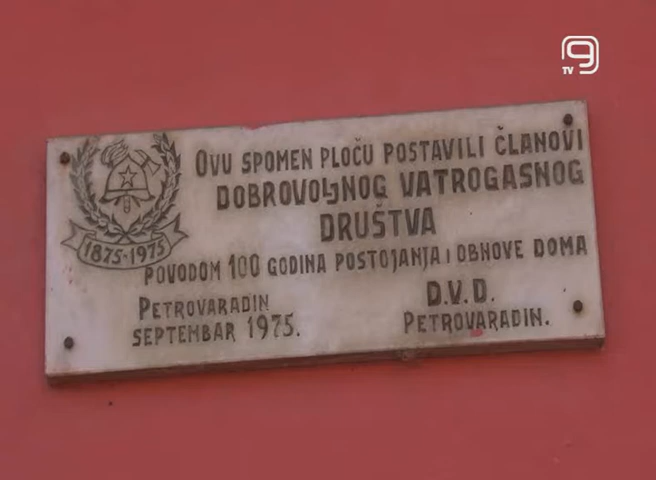 9
TV
OVU SPOMEN PLOČU POSTAVILI ČLANOVI
DOBROVOLJNOG VATROGASNOG
DRUŠTVA
1875-1975
POVODOM 100 GODINA POSTOJANJA I OBNOVE DOMA
PETROVARADIN
SEPTEMBAR 1975.
D.V.D.
PETROVARADIN.